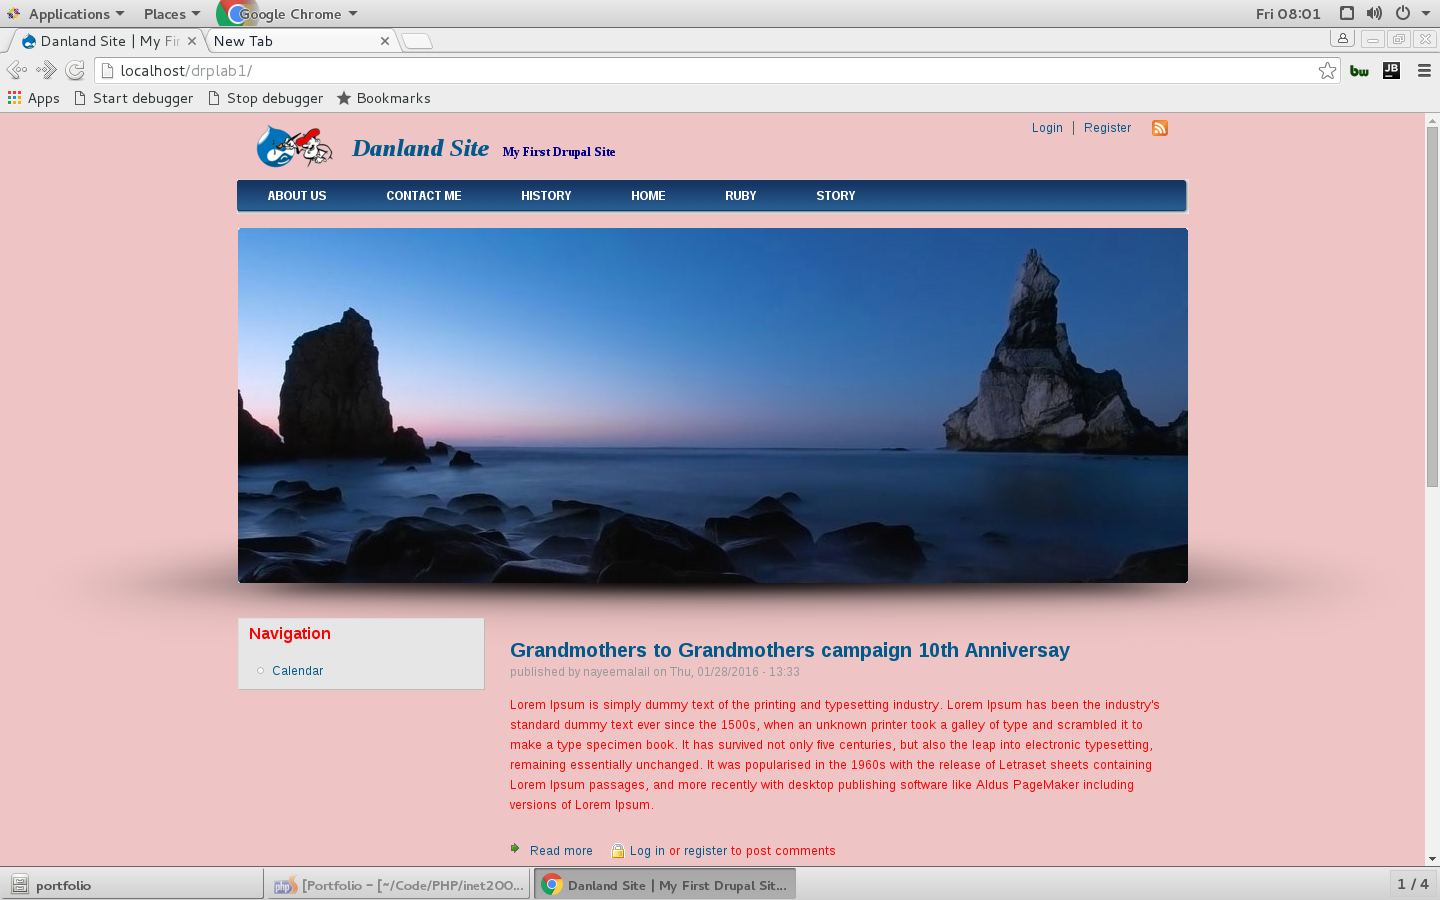 Applications Places Google Chrome Fri 08:01
Danland Site | My Fir New Tab
localhost/drplab1/
Apps Start debugger Stop debugger Bookmarks
bw JB
Login Register
Danland Site My First Drupal Site
ABOUT US CONTACT ME HISTORY HOME RUBY STORY
Navigation
Calendar
Grandmothers to Grandmothers campaign 10th Anniversay
published by nayeemalail on Thu, 01/28/2016 - 13:33
Lorem Ipsum is simply dummy text of the printing and typesetting industry. Lorem Ipsum has been the industry's
standard dummy text ever since the 1500s, when an unknown printer took a galley of type and scrambled it to
make a type specimen book. It has survived not only five centuries, but also the leap into electronic typesetting,
remaining essentially unchanged. It was popularised in the 1960s with the release of Letraset sheets containing
Lorem Ipsum passages, and more recently with desktop publishing software like Aldus PageMaker including
versions of Lorem Ipsum.
Read more Log in or register to post comments
portfolio php [Portfolio - [~/Code/PHP/inet200... Danland Site | My First Drupal Sit... 1 / 4